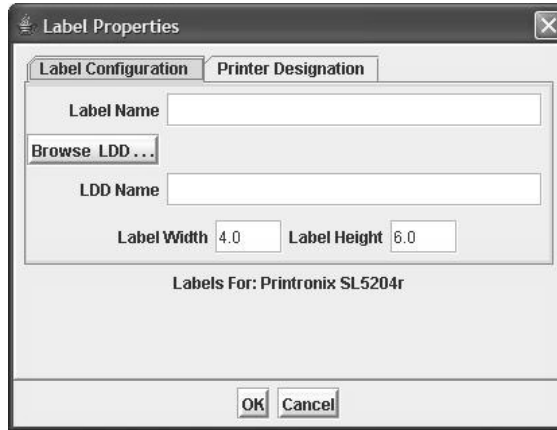 Label Properties
Label Configuration Printer Designation
Label Name
Browse LDD ...
LDD Name
Label Width 4.0 Label Height 6.0
Labels For: Printronix SL5204r
OK Cancel